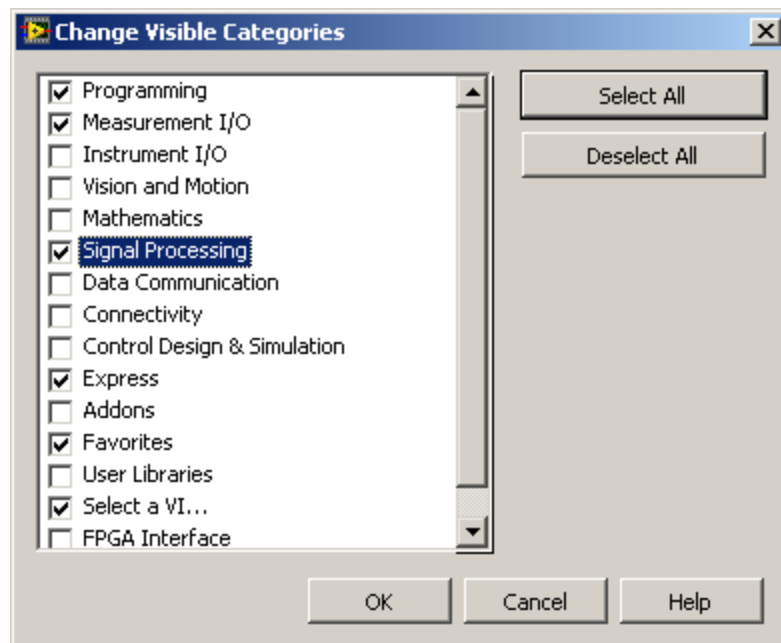 Change Visible Categories
Programming
Measurement I/O
Instrument I/O
Vision and Motion
Mathematics
Signal Processing
Data Communication
Connectivity
Control Design & Simulation
Express
Addons
Favorites
User Libraries
Select a VI...
FPGA Interface
Select All
Deselect All
OK
Cancel
Help